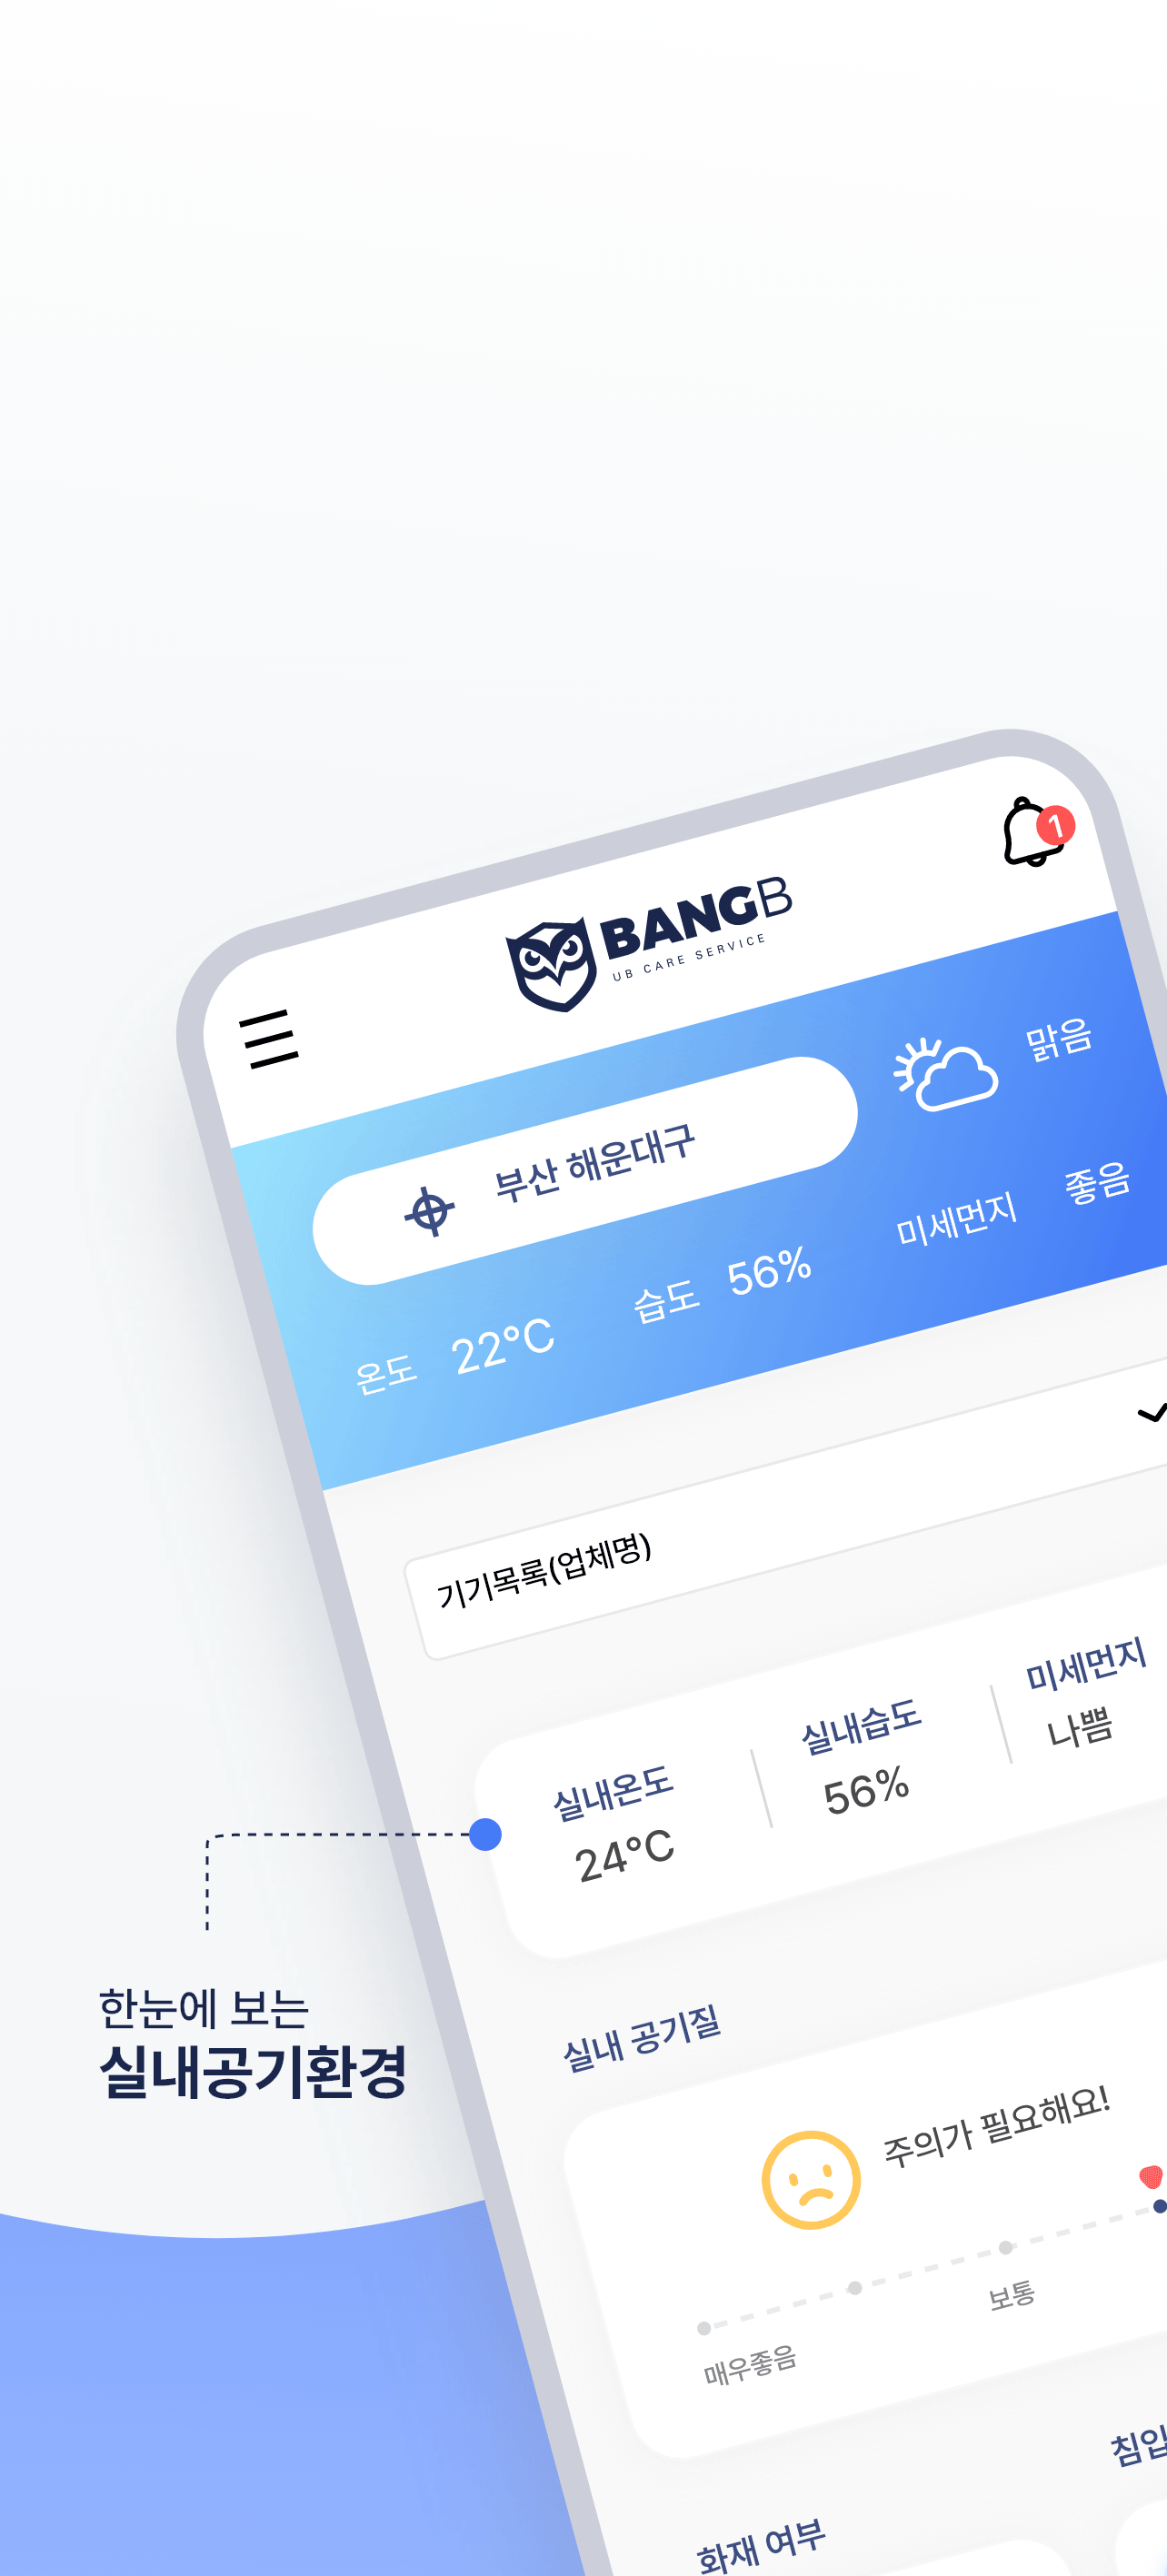 1
BANGB
UB CARE SERVICE
맑음
부산 해운대구
미세먼지 좋음
습도 56%
온도 22°C
기기목록(업체명)
실내온도
24°C
실내습도
56%
미세먼지
나쁨
한눈에 보는
실내공기환경
실내 공기질
주의가 필요해요!
매우좋음
보통
침입
화재 여부